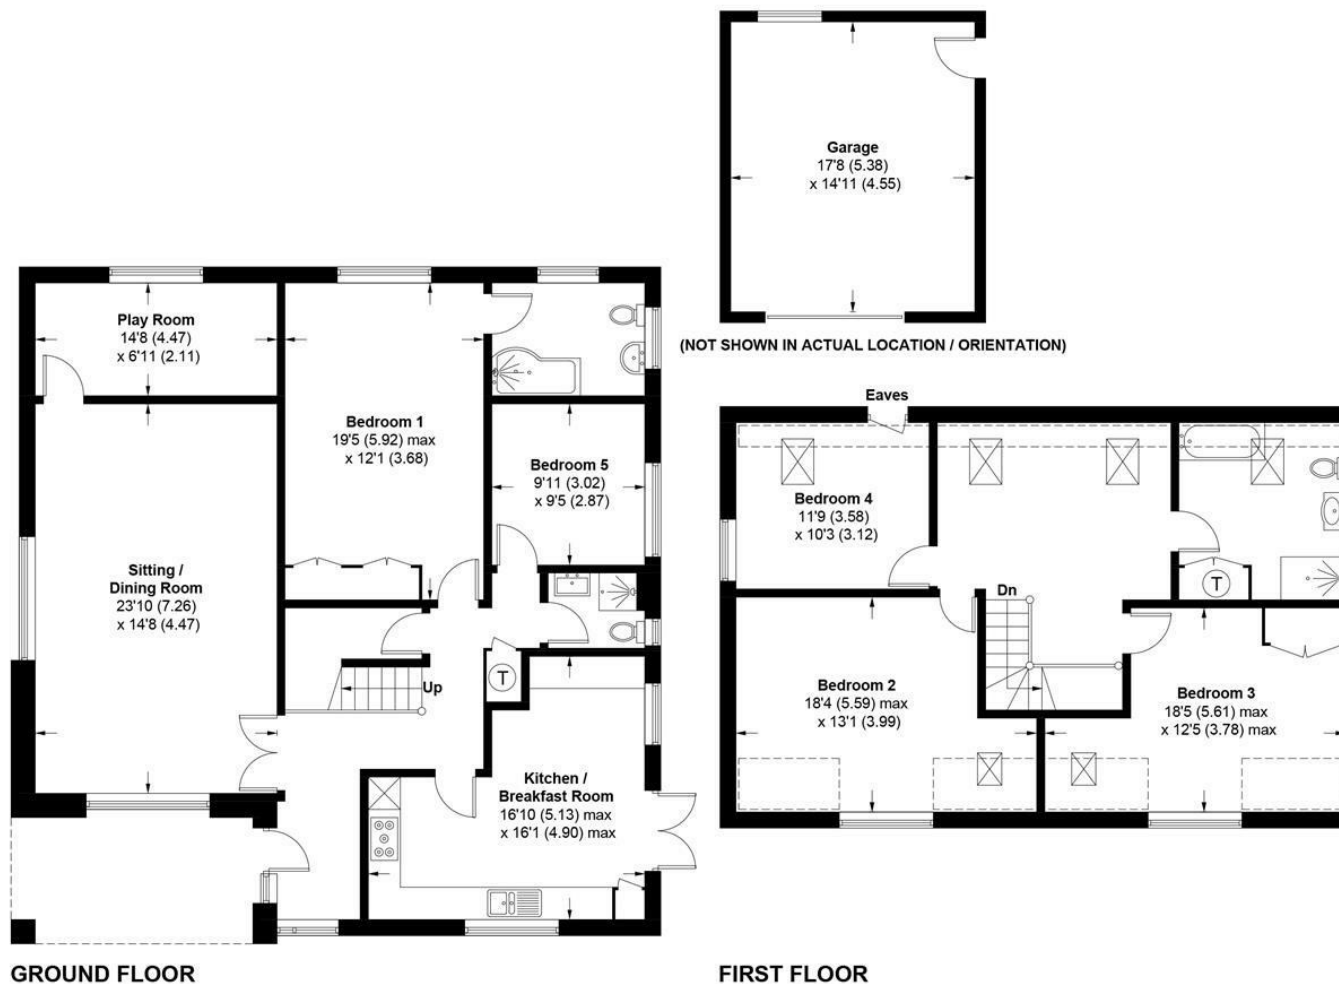 Garage
17'8 (5.38)
x 14'11 (4.55)
(NOT SHOWN IN ACTUAL LOCATION / ORIENTATION)
Play Room
14'8 (4.47)
x 6'11 (2.11)
Bedroom 1
19'5 (5.92) max
x 12'1 (3.68)
Bedroom 5
9'11 (3.02)
x 9'5 (2.87)
Sitting /
Dining Room
23'10 (7.26)
x 14'8 (4.47)
Up
T
Kitchen /
Breakfast Room
16'10 (5.13) max
x 16'1 (4.90) max
GROUND FLOOR
Eaves
Bedroom 4
11'9 (3.58)
x 10'3 (3.12)
Dn
T
Bedroom 2
18'4 (5.59) max
x 13'1 (3.99)
Bedroom 3
18'5 (5.61) max
x 12'5 (3.78) max
FIRST FLOOR